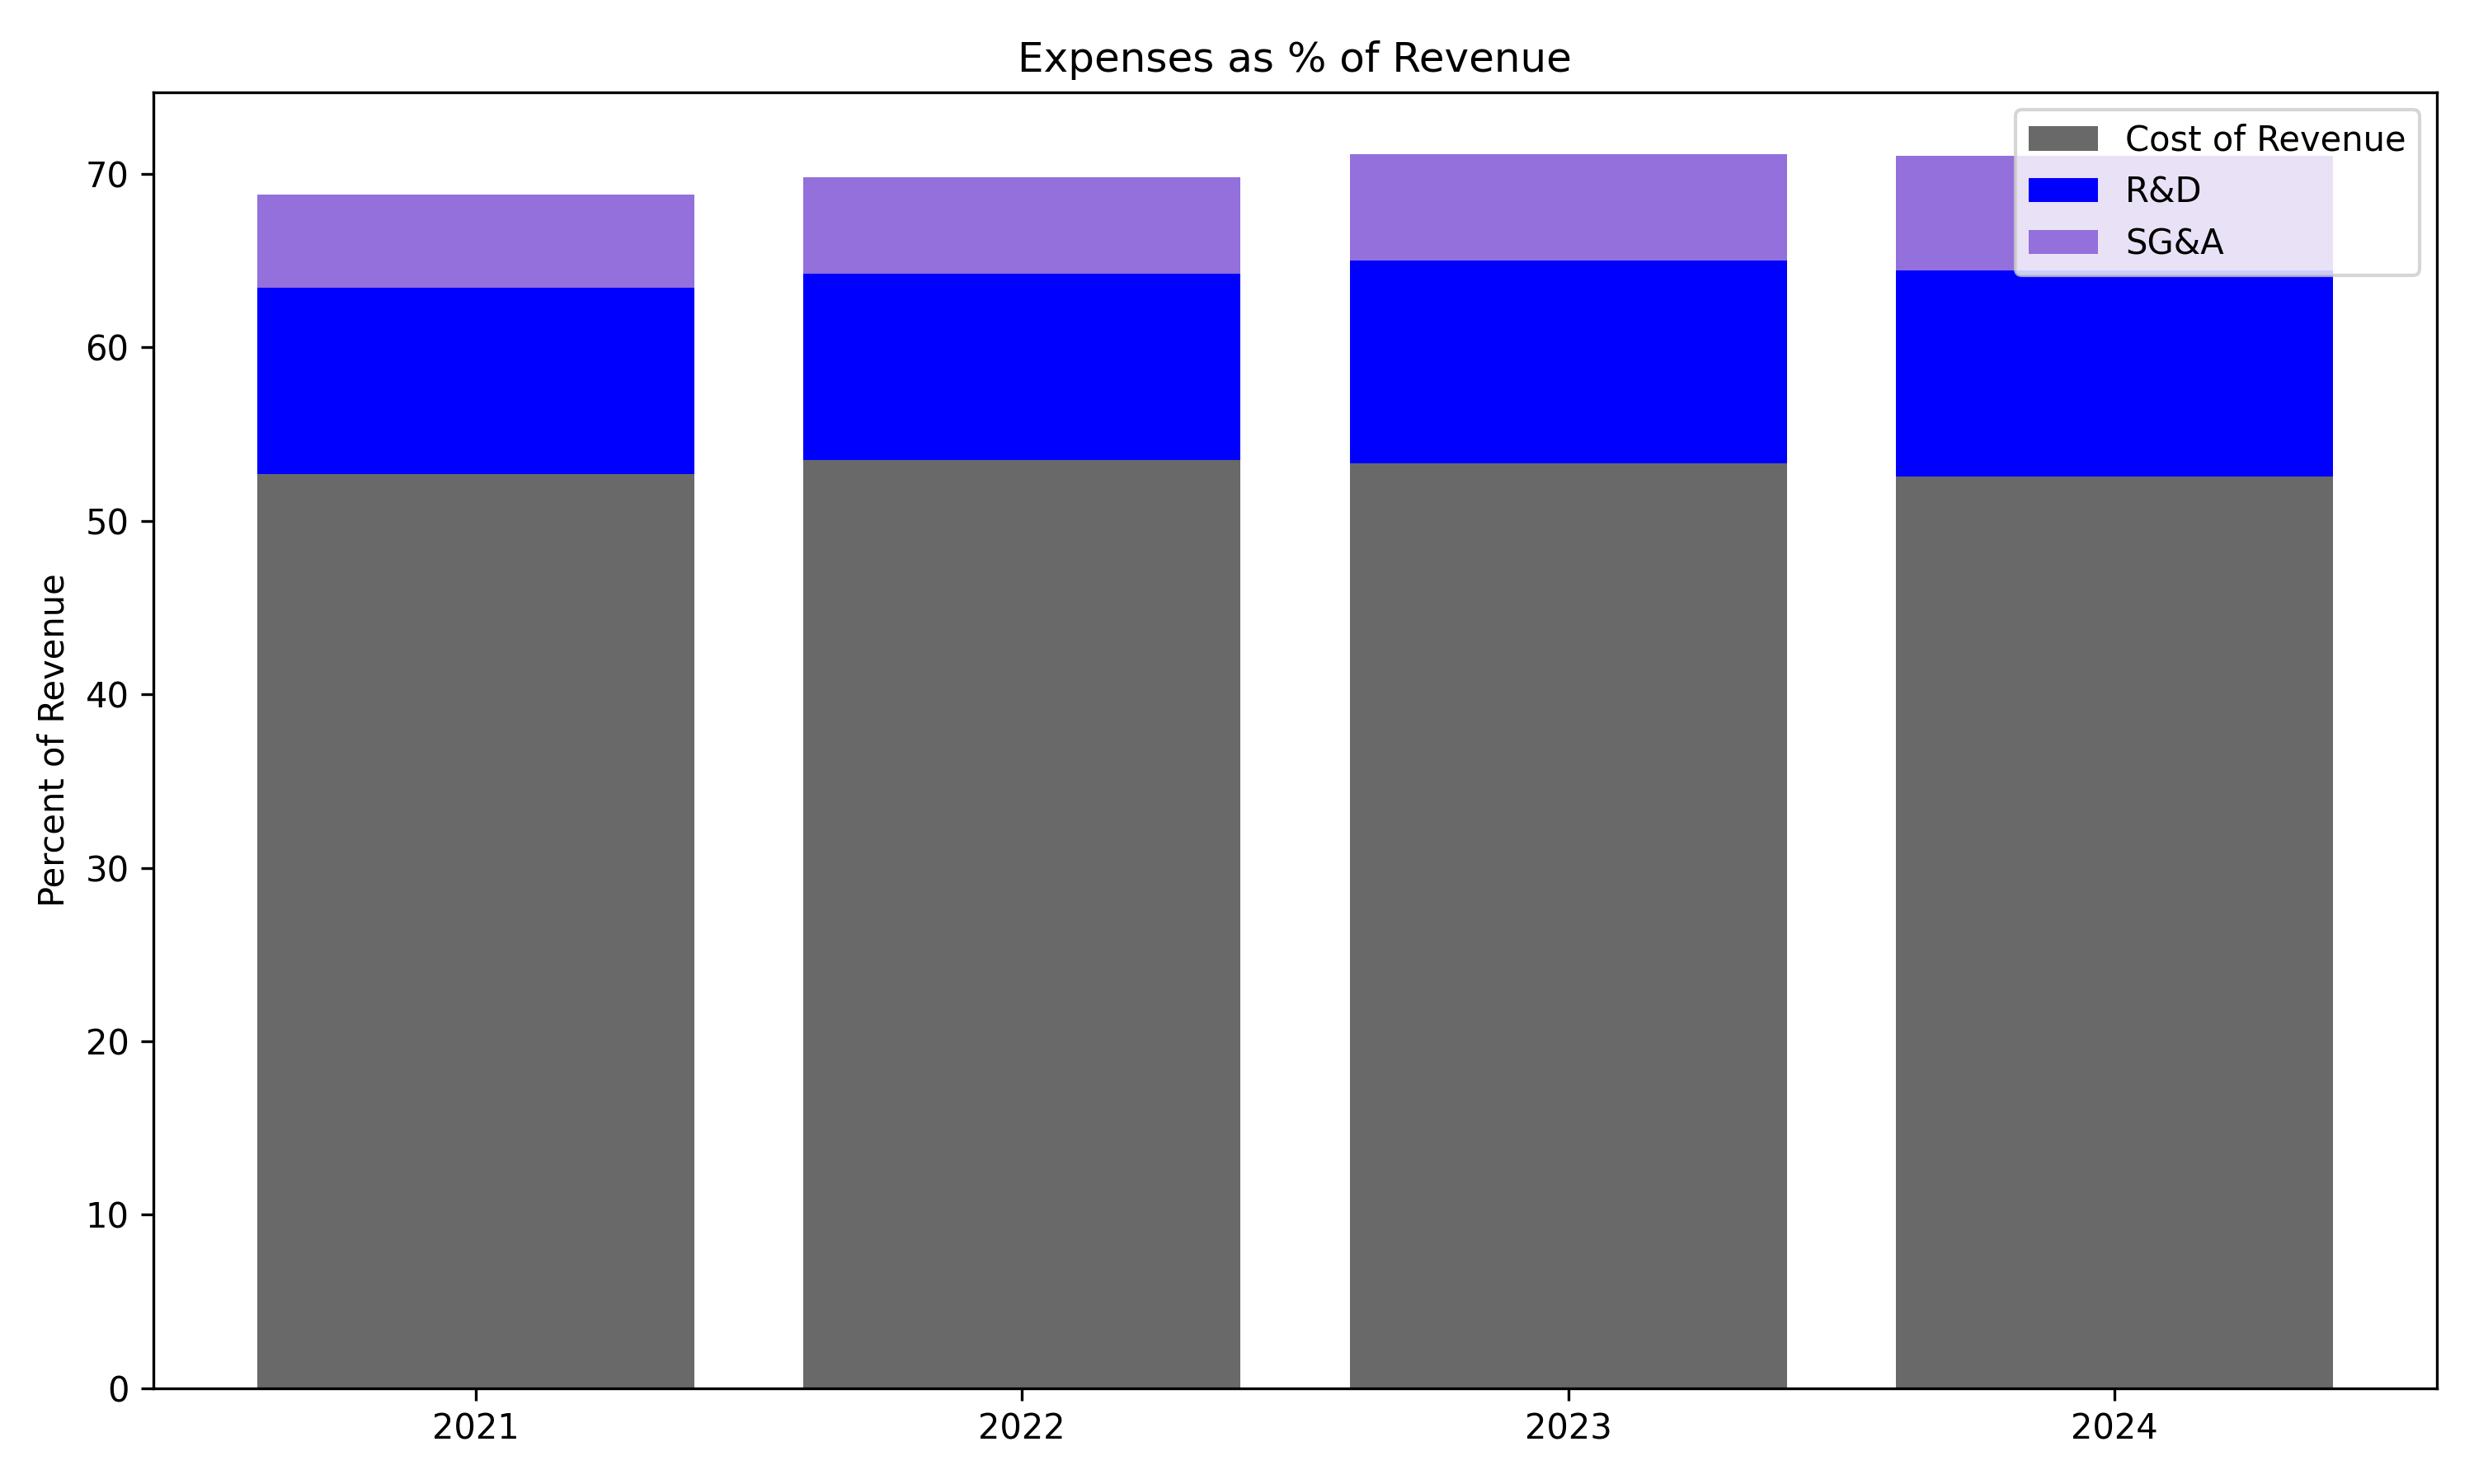 Expenses as % of Revenue
Cost of Revenue
R&D
SG&A
Percent of Revenue
70
60
50
40
30
20
10
0
2021
2022
2023
2024